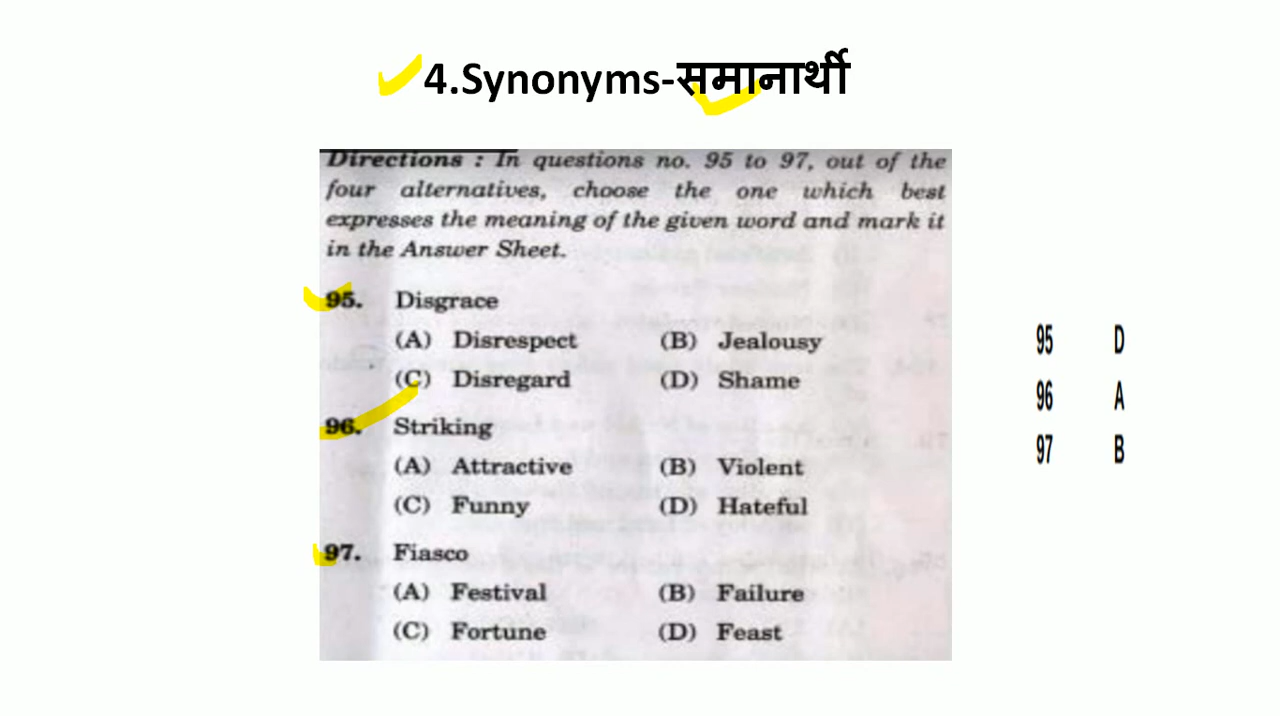 4.Synonyms-समानार्थी
Directions : In questions no. 95 to 97, out of the
four alternatives, choose the one which best
expresses the meaning of the given word and mark it
in the Answer Sheet.
95. Disgrace
(A) Disrespect (B) Jealousy
(C) Disregard (D) Shame
96. Striking
(A) Attractive (B) Violent
(C) Funny (D) Hateful
97. Fiasco
(A) Festival (B) Failure
(C) Fortune (D) Feast
95 D
96 A
97 B